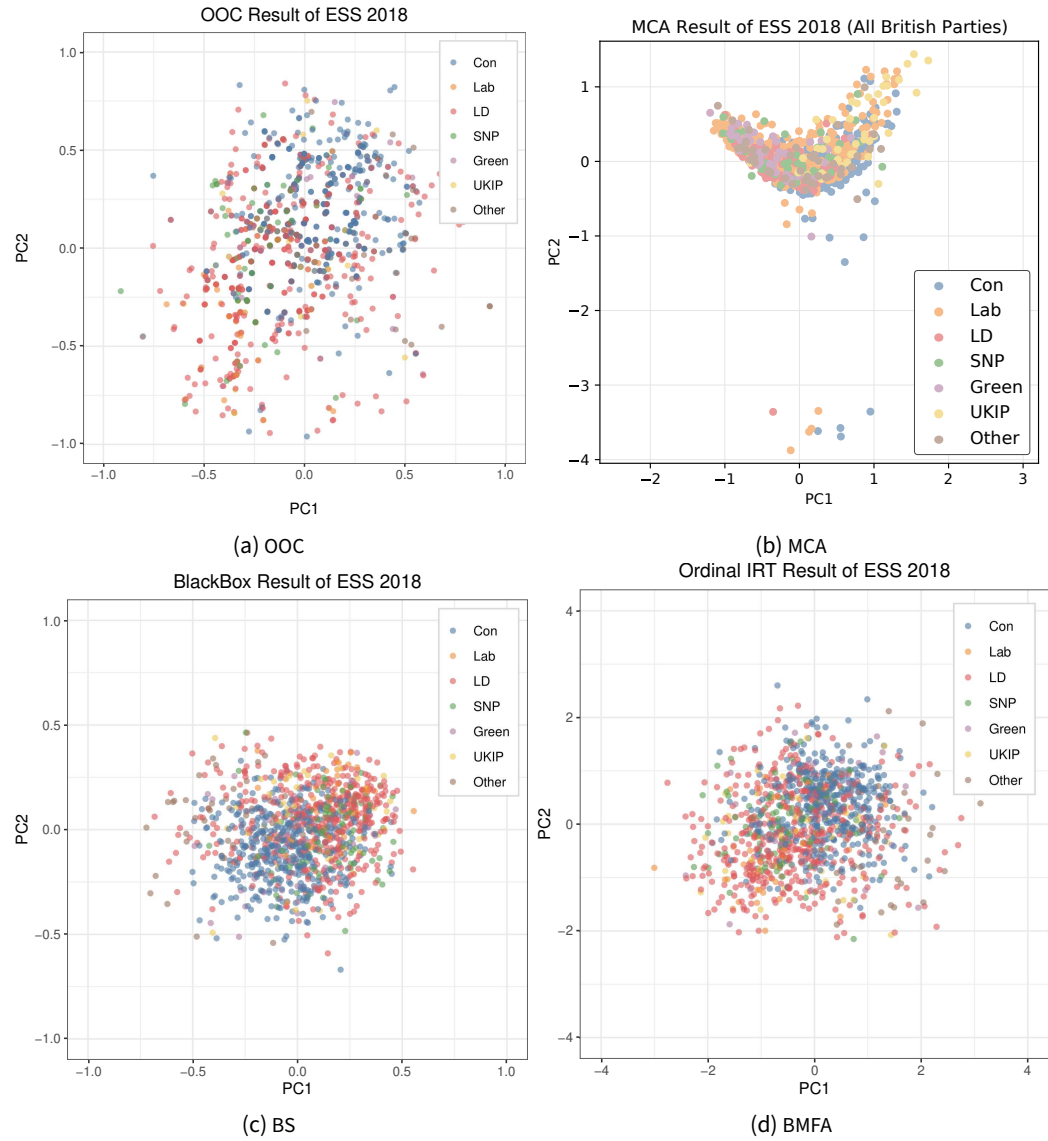 OOC Result of ESS 2018
1.0
0.5
0.0
−0.5
−1.0
PC2
Con
Lab
LD
SNP
Green
UKIP
Other
−1.0 −0.5 0.0 0.5 1.0
PC1
(a) OOC
MCA Result of ESS 2018 (All British Parties)
1
0
−1
−2
−3
−4
PC2
Con
Lab
LD
SNP
Green
UKIP
Other
−2 −1 0 1 2 3
PC1
(b) MCA
BlackBox Result of ESS 2018
1.0
0.5
0.0
−0.5
−1.0
PC2
Con
Lab
LD
SNP
Green
UKIP
Other
−1.0 −0.5 0.0 0.5 1.0
PC1
(c) BS
Ordinal IRT Result of ESS 2018
4
2
0
−2
−4
PC2
Con
Lab
LD
SNP
Green
UKIP
Other
−4 −2 0 2 4
PC1
(d) BMFA